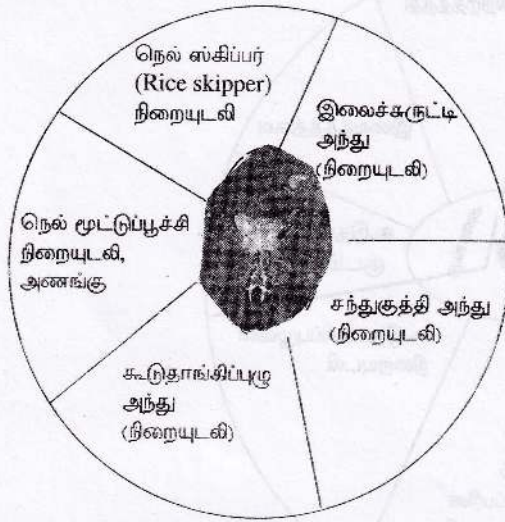 நெல் ஸ்கிப்பர்
(Rice skipper)
நிறையுடலி
இலைச்சுருட்டி
அந்து
(நிறையுடலி)
நெல் மூட்டுப்பூச்சி
நிறையுடலி,
அணங்கு
சந்துகுத்தி அந்து
(நிறையுடலி)
கூடுதாங்கிப்புழு
அந்து
(நிறையுடலி)